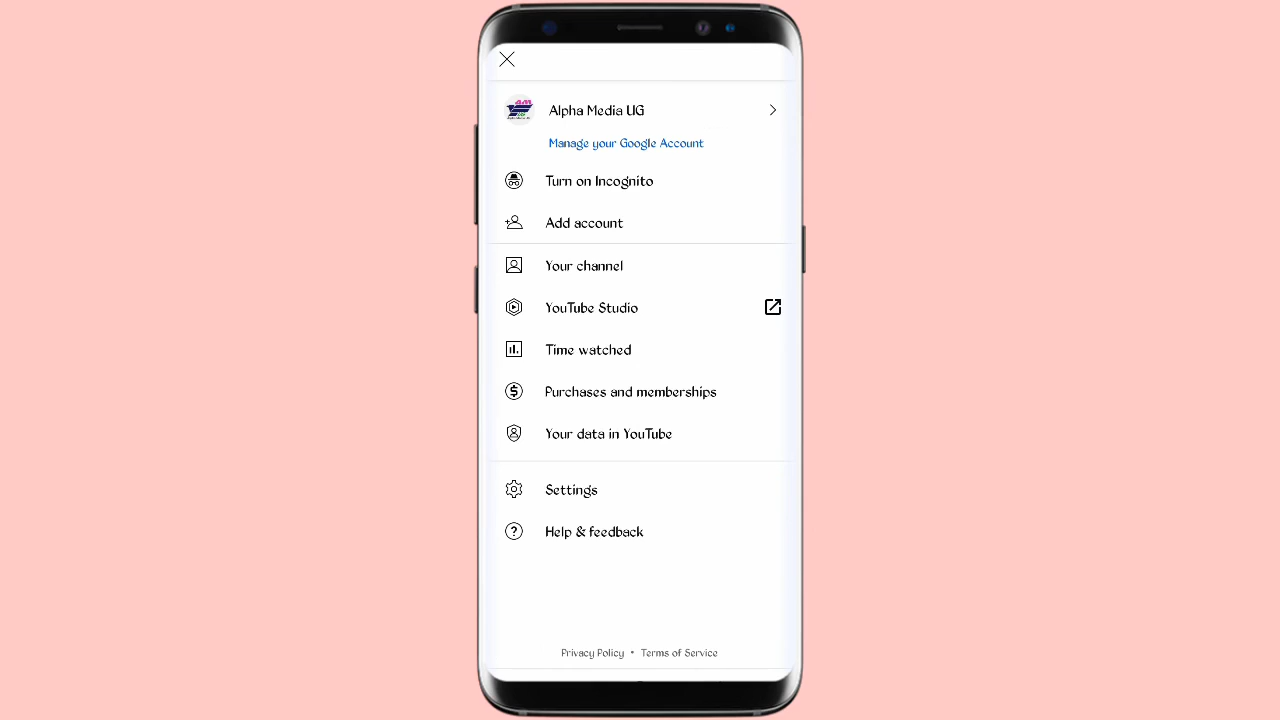 Alpha Media UG
Manage your Google Account
Turn on Incognito
Add account
Your channel
YouTube Studio
Time watched
Purchases and memberships
Your data in YouTube
Settings
Help & feedback
Privacy Policy • Terms of Service